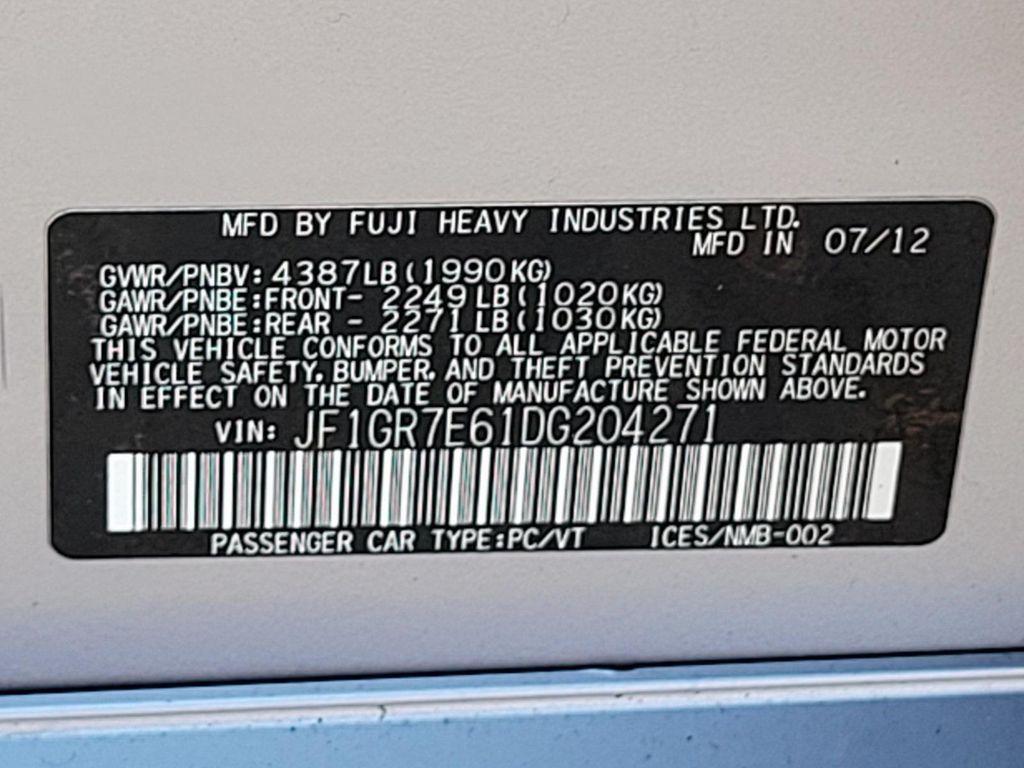 MFD BY FUJI HEAVY INDUSTRIES LTD.
MFD IN 07/12
GVWR/PNBV: 4387LB(1990KG)
GAWR/PNBE:FRONT- 2249LB(1020KG)
GAWR/PNBE:REAR - 2271LB(1030KG)
THIS VEHICLE CONFORMS TO ALL APPLICABLE FEDERAL MOTOR
VEHICLE SAFETY, BUMPER, AND THEFT PREVENTION STANDARDS
IN EFFECT ON THE DATE OF MANUFACTURE SHOWN ABOVE.
VIN: JF1GR7E61DG204271
PASSENGER CAR TYPE:PC/VT ICES/NMB-002